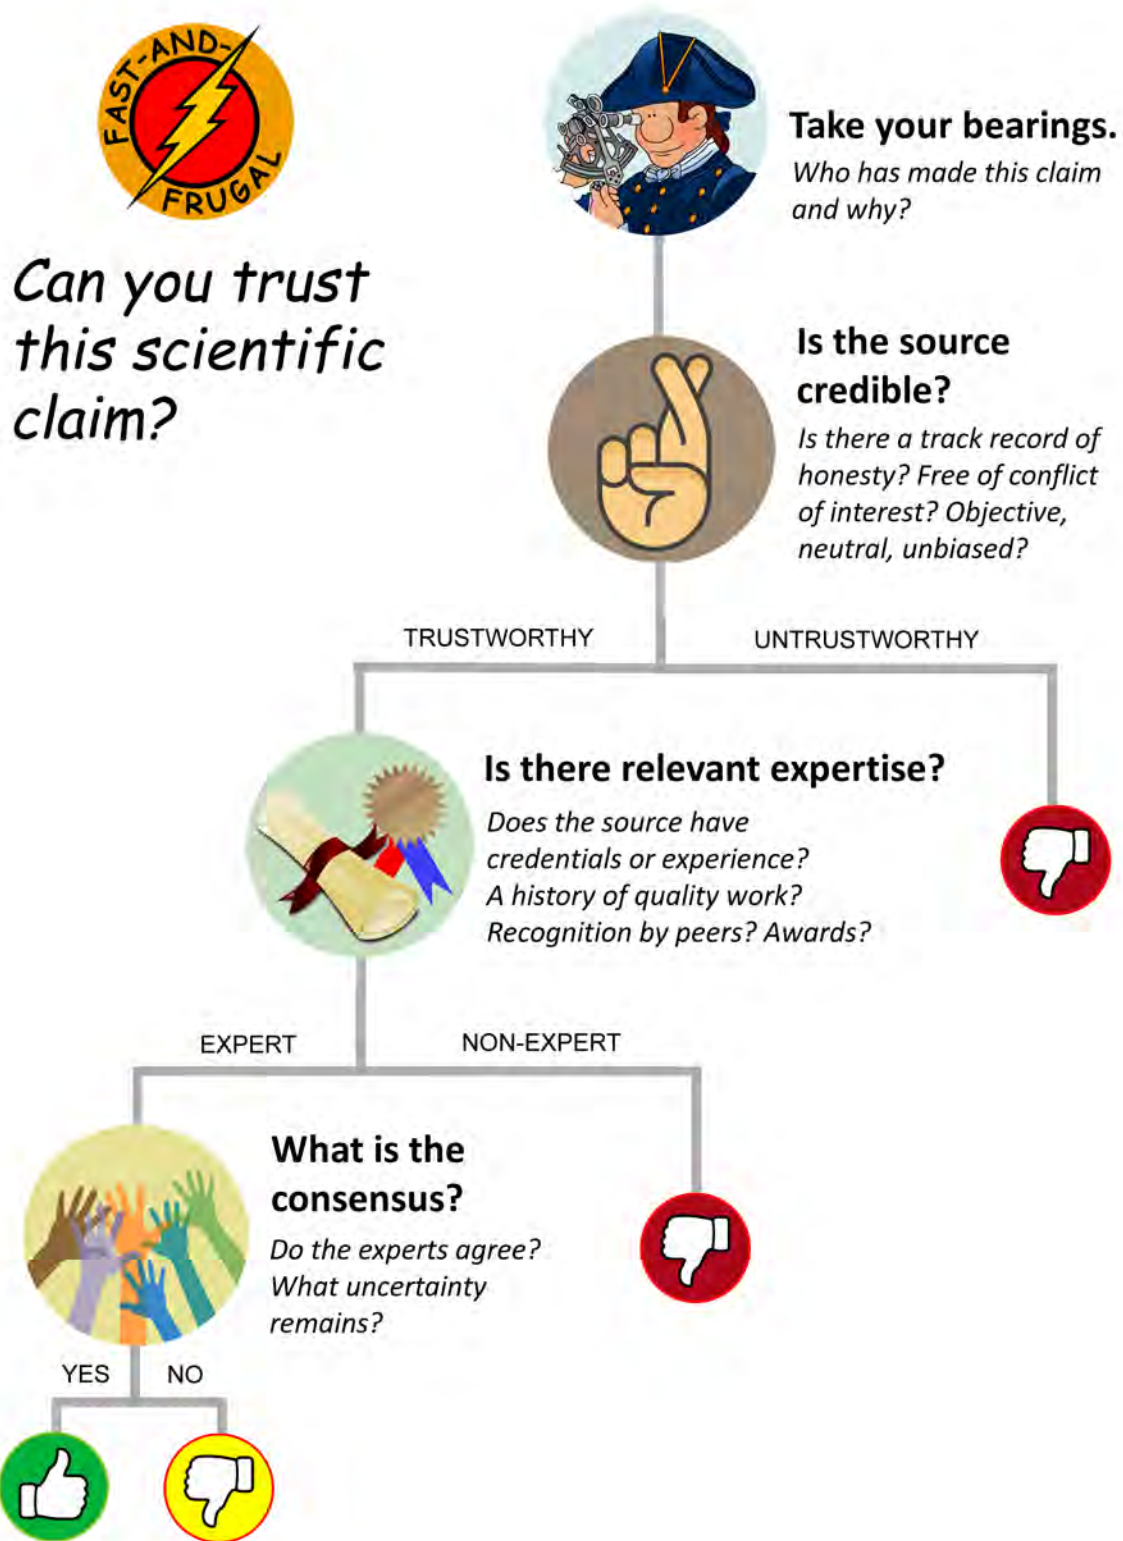 FAST-AND-
FRUGAL
Can you trust
this scientific
claim?
Take your bearings.
Who has made this claim
and why?
Is the source
credible?
Is there a track record of
honesty? Free of conflict
of interest? Objective,
neutral, unbiased?
TRUSTWORTHY
UNTRUSTWORTHY
Is there relevant expertise?
Does the source have
credentials or experience?
A history of quality work?
Recognition by peers? Awards?
EXPERT
NON-EXPERT
What is the
consensus?
Do the experts agree?
What uncertainty
remains?
YES
NO